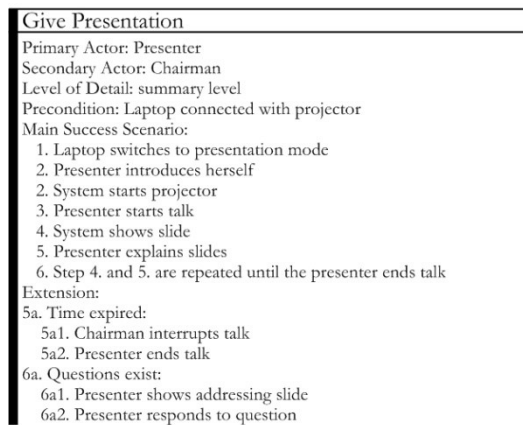 Give Presentation
Primary Actor: Presenter
Secondary Actor: Chairman
Level of Detail: summary level
Precondition: Laptop connected with projector
Main Success Scenario:
1. Laptop switches to presentation mode
2. Presenter introduces herself
2. System starts projector
3. Presenter starts talk
4. System shows slide
5. Presenter explains slides
6. Step 4. and 5. are repeated until the presenter ends talk
Extension:
5a. Time expired:
5a1. Chairman interrupts talk
5a2. Presenter ends talk
6a. Questions exist:
6a1. Presenter shows addressing slide
6a2. Presenter responds to question